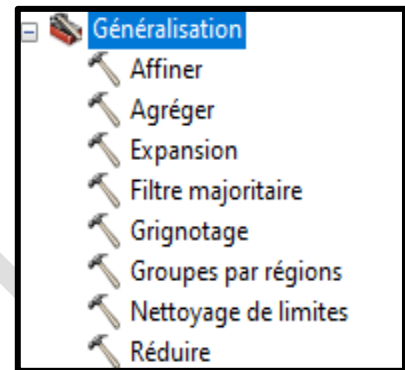 Généralisation
Affiner
Agréger
Expansion
Filtre majoritaire
Grignotage
Groupes par régions
Nettoyage de limites
Réduire